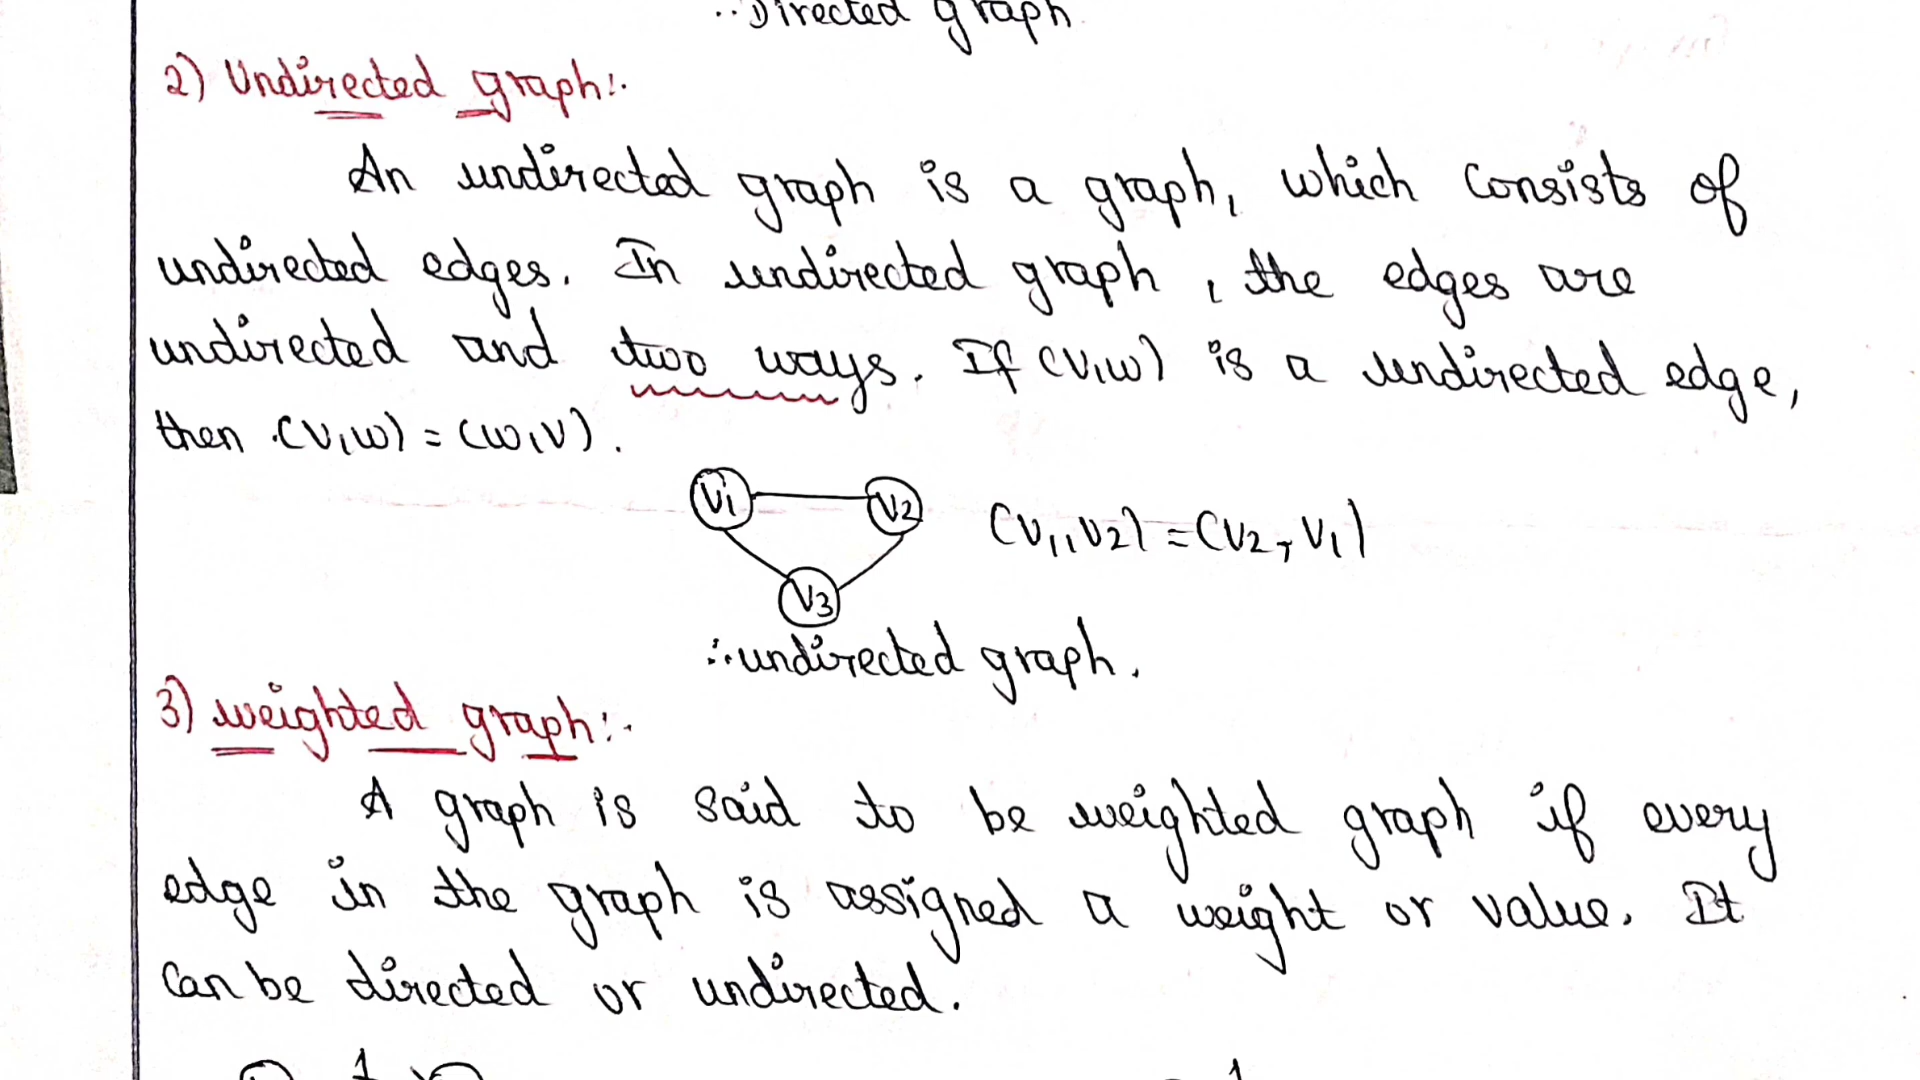 ∴ Directed graph
2) Undirected graph:-
An undirected graph is a graph, which consists of
undirected edges. In undirected graph, the edges are
undirected and two ways. If (v,w) is a undirected edge,
then (v,w) = (w,v).
V1 V2 (V1, V2) = (V2, V1)
V3
∴ undirected graph.
3) weighted graph:-
A graph is said to be weighted graph if every
edge in the graph is assigned a weight or value. It
can be directed or undirected.
1 1